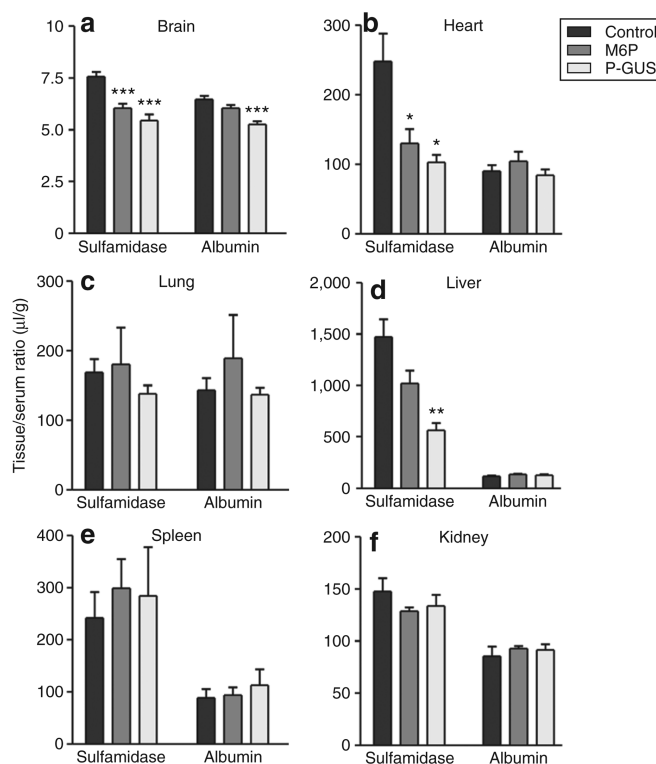 a Brain
10
7.5
5.0
2.5
0
*** *** ***
Sulfamidase Albumin
b Heart
300
200
100
0
* *
Sulfamidase Albumin
Control
M6P
P-GUS
Tissue/serum ratio (µl/g)
c Lung
300
200
100
0
Sulfamidase Albumin
d Liver
2,000
1,500
1,000
500
0
**
Sulfamidase Albumin
e Spleen
400
300
200
100
0
Sulfamidase Albumin
f Kidney
200
150
100
50
0
Sulfamidase Albumin